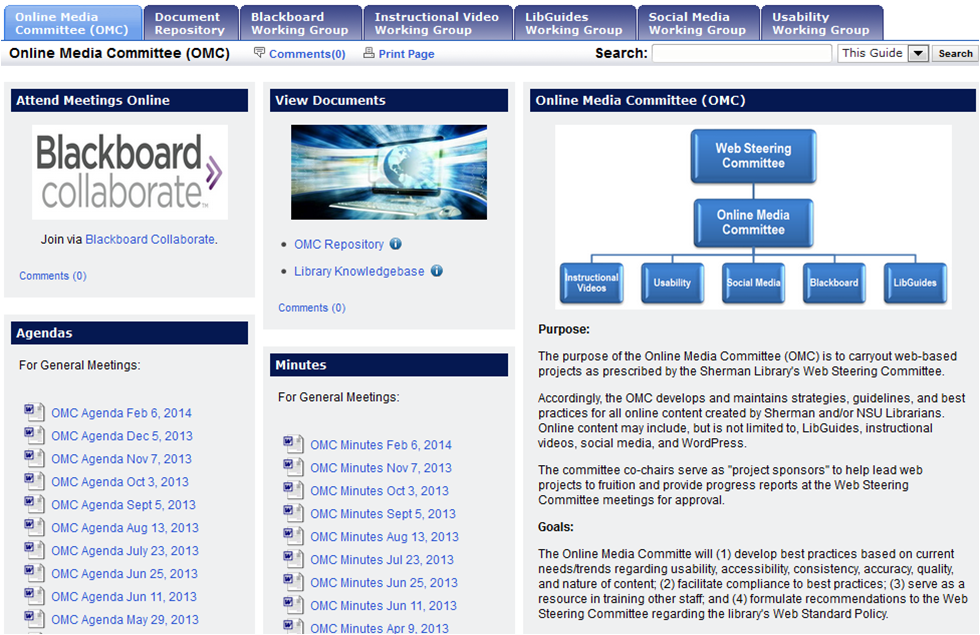 Online Media
Committee (OMC)
Document
Repository
Blackboard
Working Group
Instructional Video
Working Group
LibGuides
Working Group
Social Media
Working Group
Usability
Working Group
Online Media Committee (OMC)
Comments(0)
Print Page
Search:
This Guide
Search
Attend Meetings Online
Blackboard
collaborate™
Join via Blackboard Collaborate.
Comments (0)
Agendas
For General Meetings:
OMC Agenda Feb 6, 2014
OMC Agenda Dec 5, 2013
OMC Agenda Nov 7, 2013
OMC Agenda Oct 3, 2013
OMC Agenda Sept 5, 2013
OMC Agenda Aug 13, 2013
OMC Agenda July 23, 2013
OMC Agenda Jun 25, 2013
OMC Agenda Jun 11, 2013
OMC Agenda May 29, 2013
View Documents
OMC Repository
Library Knowledgebase
Comments (0)
Minutes
For General Meetings:
OMC Minutes Feb 6, 2014
OMC Minutes Nov 7, 2013
OMC Minutes Oct 3, 2013
OMC Minutes Sept 5, 2013
OMC Minutes Aug 13, 2013
OMC Minutes Jul 23, 2013
OMC Minutes Jun 25, 2013
OMC Minutes Jun 11, 2013
OMC Minutes Apr 9, 2013
Online Media Committee (OMC)
Web Steering
Committee
Online Media
Committee
Instructional
Videos
Usability
Social Media
Blackboard
LibGuides
Purpose:
The purpose of the Online Media Committee (OMC) is to carryout web-based
projects as prescribed by the Sherman Library's Web Steering Committee.
Accordingly, the OMC develops and maintains strategies, guidelines, and best
practices for all online content created by Sherman and/or NSU Librarians.
Online content may include, but is not limited to, LibGuides, instructional
videos, social media, and WordPress.
The committee co-chairs serve as "project sponsors" to help lead web
projects to fruition and provide progress reports at the Web Steering
Committee meetings for approval.
Goals:
The Online Media Committe will (1) develop best practices based on current
needs/trends regarding usability, accessibility, consistency, accuracy, quality,
and nature of content; (2) facilitate compliance to best practices; (3) serve as a
resource in training other staff; and (4) formulate recommendations to the Web
Steering Committee regarding the library's Web Standard Policy.